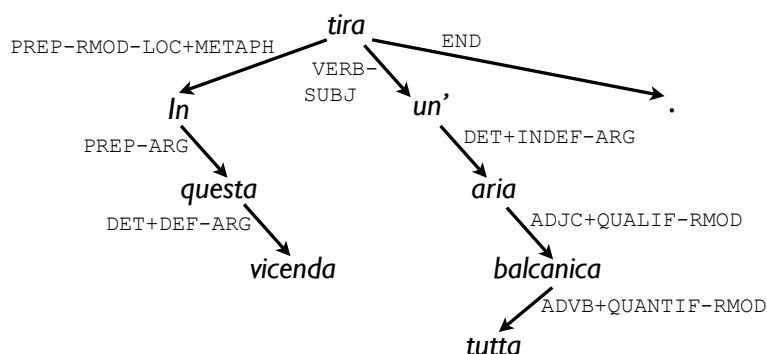 tira
PREP-RMOD-LOC+METAPH
END
VERB-
SUBJ
In
un'
.
PREP-ARG
DET+INDEF-ARG
questa
aria
DET+DEF-ARG
ADJC+QUALIF-RMOD
vicenda
balcanica
ADVB+QUANTIF-RMOD
tutta